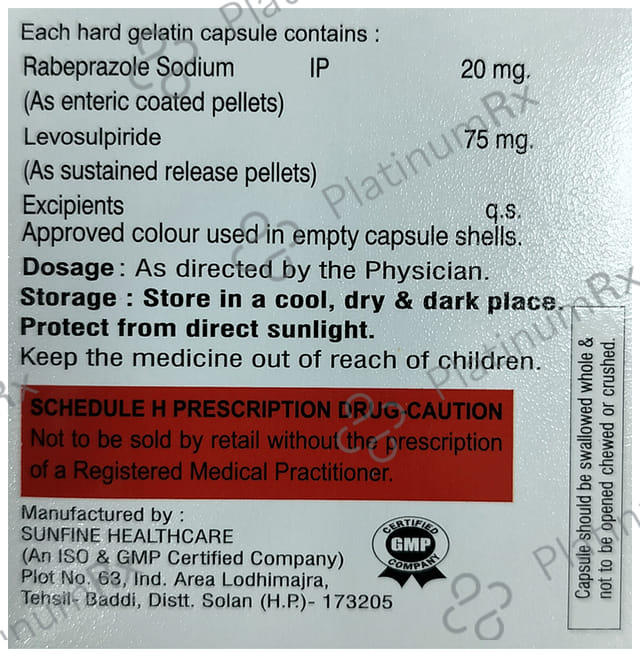 Each hard gelatin capsule contains :
Rabeprazole Sodium IP 20 mg.
(As enteric coated pellets)
Levosulpiride 75 mg.
(As sustained release pellets)
Excipients q.s.
Approved colour used in empty capsule shells.
Dosage : As directed by the Physician.
Storage : Store in a cool, dry & dark place.
Protect from direct sunlight.
Keep the medicine out of reach of children.
SCHEDULE H PRESCRIPTION DRUG-CAUTION
Not to be sold by retail without the prescription
of a Registered Medical Practitioner.
Manufactured by :
SUNFINE HEALTHCARE
(An ISO & GMP Certified Company)
Plot No. 63, Ind. Area Lodhimajra,
Tehsil- Baddi, Distt. Solan (H.P.)- 173205
CERTIFIED
GMP
COMPANY
Capsule should be swallowed whole &
not to be opened chewed or crushed.
PlatinumRx
PlatinumRx
PlatinumRx